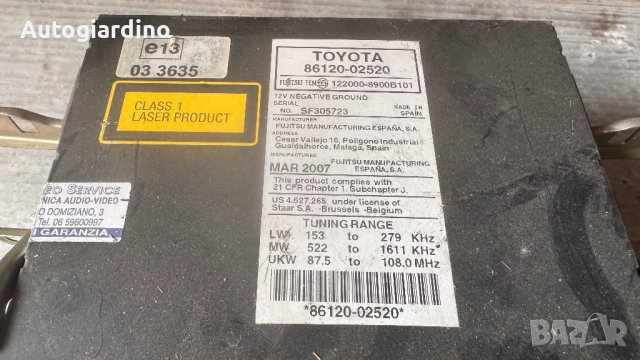 Autogiardino
e13
03 3635
CLASS 1
LASER PRODUCT
SERVICE
NICA AUDIO-VIDEO
O DOMIZIANO, 3
Tel. 06 59600997
GARANZIA
TOYOTA
86120-02520
FUJITSU TEN 122000-8900B101
12V NEGATIVE GROUND
SERIAL
NO. SF305723
MADE IN
SPAIN
MANUFACTURER
FUJITSU MANUFACTURING ESPAÑA, S.A.
ADDRESS
Cesar Vallejo 16, Poligono Industrial
Guadalhorce, Malaga, Spain
MANUFACTURED
MAR 2007
FUJITSU MANUFACTURING
ESPAÑA, S.A.
This product complies with
21 CFR Chapter 1. Subchapter J.
US 4.527.265 under license of
Staar S.A. -Brussels -Belgium
TUNING RANGE
LW 153 to 279 KHz
MW 522 to 1611 KHz
UKW 87.5 to 108.0 MHz
*86120-02520*
BAZAR